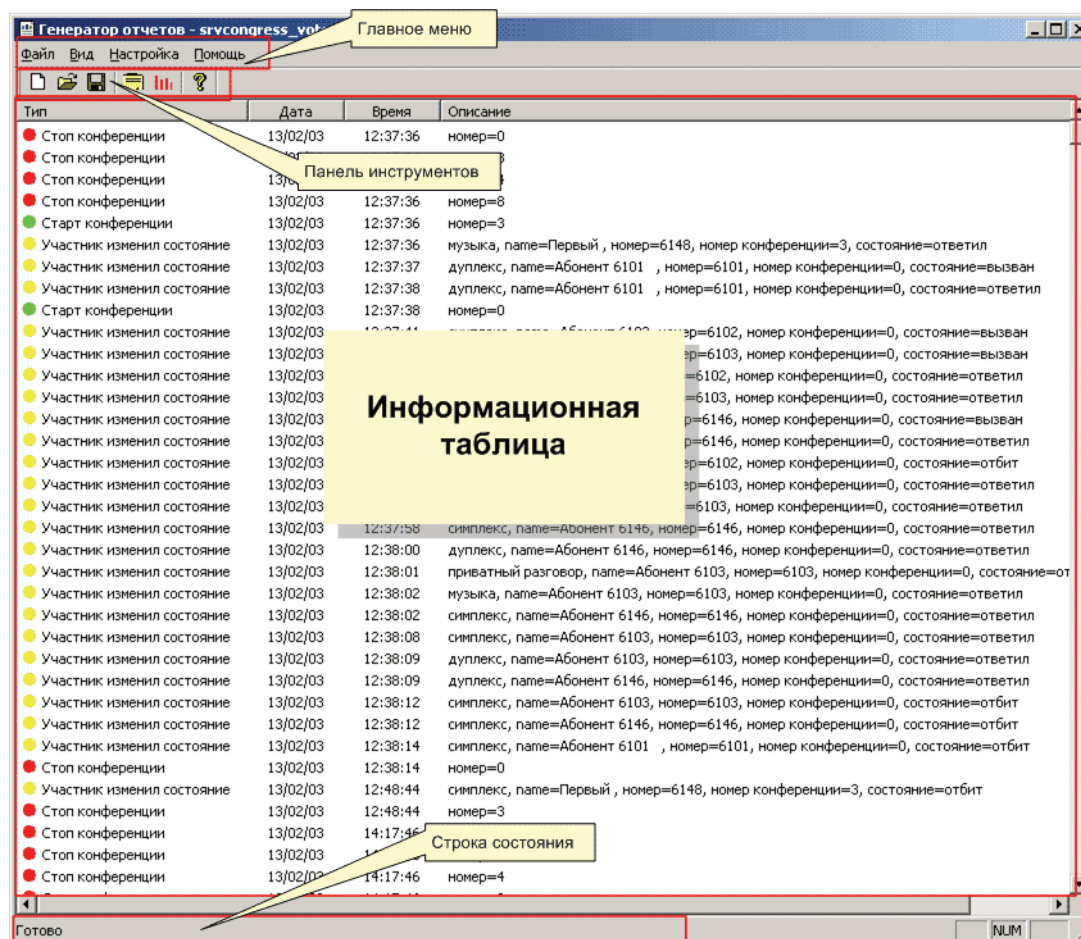 Генератор отчетов - srvcongress_vot
Главное меню
Файл Вид Настройка Помощь
Тип Дата Время Описание
Стоп конференции 13/02/03 12:37:36 номер=0
Стоп конференции
Панель инструментов
Стоп конференции
Стоп конференции 13/02/03 12:37:36 номер=8
Старт конференции 13/02/03 12:37:36 номер=3
Участник изменил состояние 13/02/03 12:37:36 музыка, name=Первый , номер=6148, номер конференции=3, состояние=ответил
Участник изменил состояние 13/02/03 12:37:37 дуплекс, name=Абонент 6101 , номер=6101, номер конференции=0, состояние=вызван
Участник изменил состояние 13/02/03 12:37:38 дуплекс, name=Абонент 6101 , номер=6101, номер конференции=0, состояние=ответил
Старт конференции 13/02/03 12:37:38 номер=0
Участник изменил состояние 13/02/03 номер=6102, номер конференции=0, состояние=вызван
Участник изменил состояние 13/02/03 =6103, номер конференции=0, состояние=вызван
Участник изменил состояние 13/02/03 =6102, номер конференции=0, состояние=ответил
Участник изменил состояние 13/02/03 =6103, номер конференции=0, состояние=ответил
Участник изменил состояние 13/02/03 =6146, номер конференции=0, состояние=вызван
Участник изменил состояние 13/02/03 =6146, номер конференции=0, состояние=ответил
Участник изменил состояние 13/02/03 =6102, номер конференции=0, состояние=отбит
Участник изменил состояние 13/02/03 =6103, номер конференции=0, состояние=ответил
Участник изменил состояние 13/02/03 =6103, номер конференции=0, состояние=ответил
Информационная
таблица
Участник изменил состояние 13/02/03 12:37:58 симплекс, name=Абонент 6146, номер=6146, номер конференции=0, состояние=ответил
Участник изменил состояние 13/02/03 12:38:00 дуплекс, name=Абонент 6146, номер=6146, номер конференции=0, состояние=ответил
Участник изменил состояние 13/02/03 12:38:01 приватный разговор, name=Абонент 6103, номер=6103, номер конференции=0, состояние=от
Участник изменил состояние 13/02/03 12:38:02 музыка, name=Абонент 6103, номер=6103, номер конференции=0, состояние=ответил
Участник изменил состояние 13/02/03 12:38:02 симплекс, name=Абонент 6146, номер=6146, номер конференции=0, состояние=ответил
Участник изменил состояние 13/02/03 12:38:08 симплекс, name=Абонент 6103, номер=6103, номер конференции=0, состояние=ответил
Участник изменил состояние 13/02/03 12:38:09 дуплекс, name=Абонент 6103, номер=6103, номер конференции=0, состояние=ответил
Участник изменил состояние 13/02/03 12:38:09 дуплекс, name=Абонент 6146, номер=6146, номер конференции=0, состояние=ответил
Участник изменил состояние 13/02/03 12:38:12 симплекс, name=Абонент 6103, номер=6103, номер конференции=0, состояние=отбит
Участник изменил состояние 13/02/03 12:38:12 симплекс, name=Абонент 6146, номер=6146, номер конференции=0, состояние=отбит
Участник изменил состояние 13/02/03 12:38:14 симплекс, name=Абонент 6101 , номер=6101, номер конференции=0, состояние=отбит
Стоп конференции 13/02/03 12:38:14 номер=0
Участник изменил состояние 13/02/03 12:48:44 симплекс, name=Первый , номер=6148, номер конференции=3, состояние=отбит
Стоп конференции 13/02/03 12:48:44 номер=3
Стоп конференции 13/02/03 14:17:46
Строка состояния
Стоп конференции 13/02/03
Стоп конференции 13/02/03 14:17:46 номер=4
Готово NUM